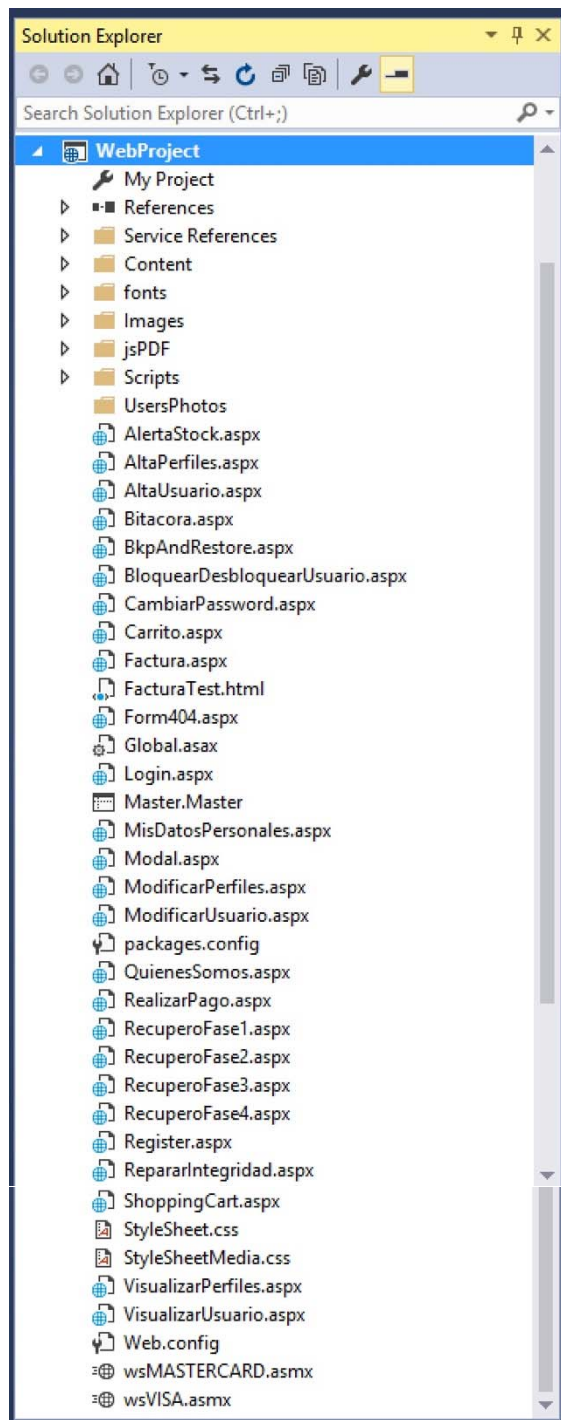 Solution Explorer
Search Solution Explorer (Ctrl+;)
WebProject
My Project
References
Service References
Content
fonts
Images
jsPDF
Scripts
UsersPhotos
AlertaStock.aspx
AltaPerfiles.aspx
AltaUsuario.aspx
Bitacora.aspx
BkpAndRestore.aspx
BloquearDesbloquearUsuario.aspx
CambiarPassword.aspx
Carrito.aspx
Factura.aspx
FacturaTest.html
Form404.aspx
Global.asax
Login.aspx
Master.Master
MisDatosPersonales.aspx
Modal.aspx
ModificarPerfiles.aspx
ModificarUsuario.aspx
packages.config
QuienesSomos.aspx
RealizarPago.aspx
RecuperoFase1.aspx
RecuperoFase2.aspx
RecuperoFase3.aspx
RecuperoFase4.aspx
Register.aspx
RepararIntegridad.aspx
ShoppingCart.aspx
StyleSheet.css
StyleSheetMedia.css
VisualizarPerfiles.aspx
VisualizarUsuario.aspx
Web.config
wsMASTERCARD.asmx
wsVISA.asmx